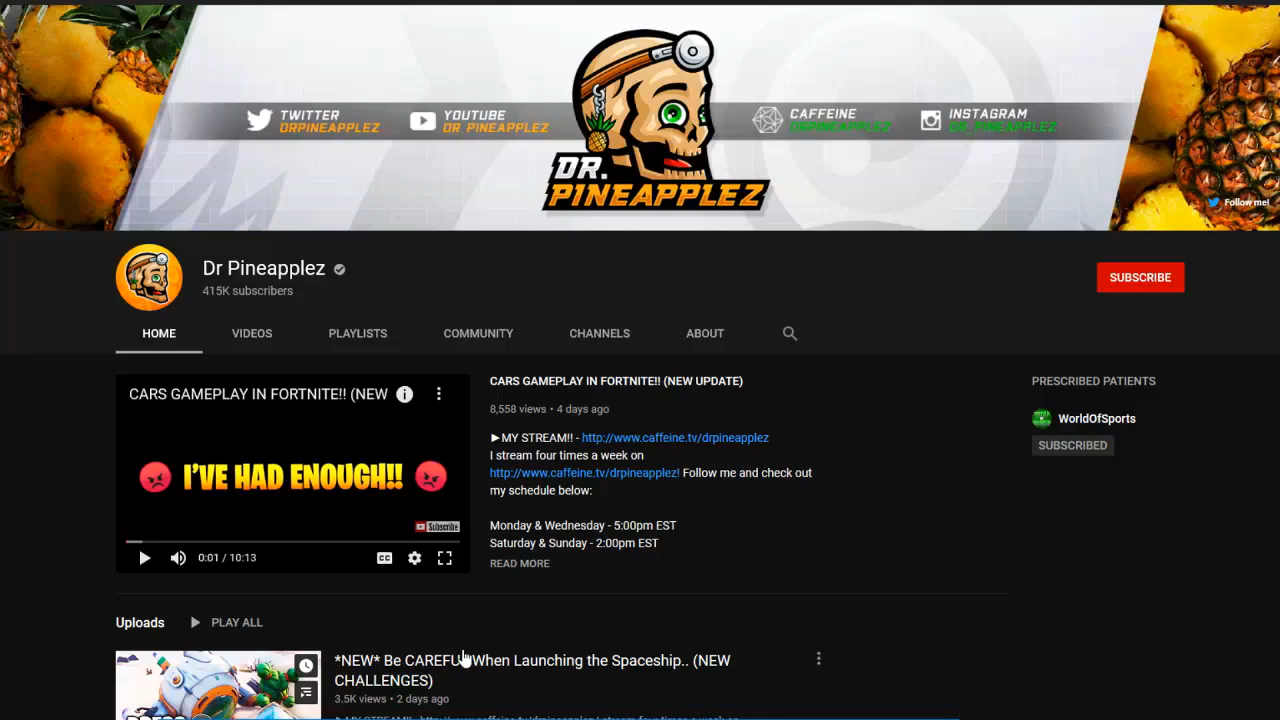 TWITTER
DRPINEAPPLEZ
YOUTUBE
DR PINEAPPLEZ
CAFFEINE
DRPINEAPPLEZ
INSTAGRAM
DR_PINEAPPLEZ
DR.
PINEAPPLEZ
Follow me!
Dr Pineapplez
415K subscribers
SUBSCRIBE
HOME VIDEOS PLAYLISTS COMMUNITY CHANNELS ABOUT
CARS GAMEPLAY IN FORTNITE!! (NEW
I'VE HAD ENOUGH!!
Subscribe
0:01 / 10:13
CC
CARS GAMEPLAY IN FORTNITE!! (NEW UPDATE)
8,558 views • 4 days ago
►MY STREAM!! - http://www.caffeine.tv/drpineapplez
I stream four times a week on
http://www.caffeine.tv/drpineapplez! Follow me and check out
my schedule below:
Monday & Wednesday - 5:00pm EST
Saturday & Sunday - 2:00pm EST
READ MORE
PRESCRIBED PATIENTS
WorldOfSports
SUBSCRIBED
Uploads PLAY ALL
*NEW* Be When Launching the Spaceship.. (NEW
CHALLENGES)
3.5K views • 2 days ago